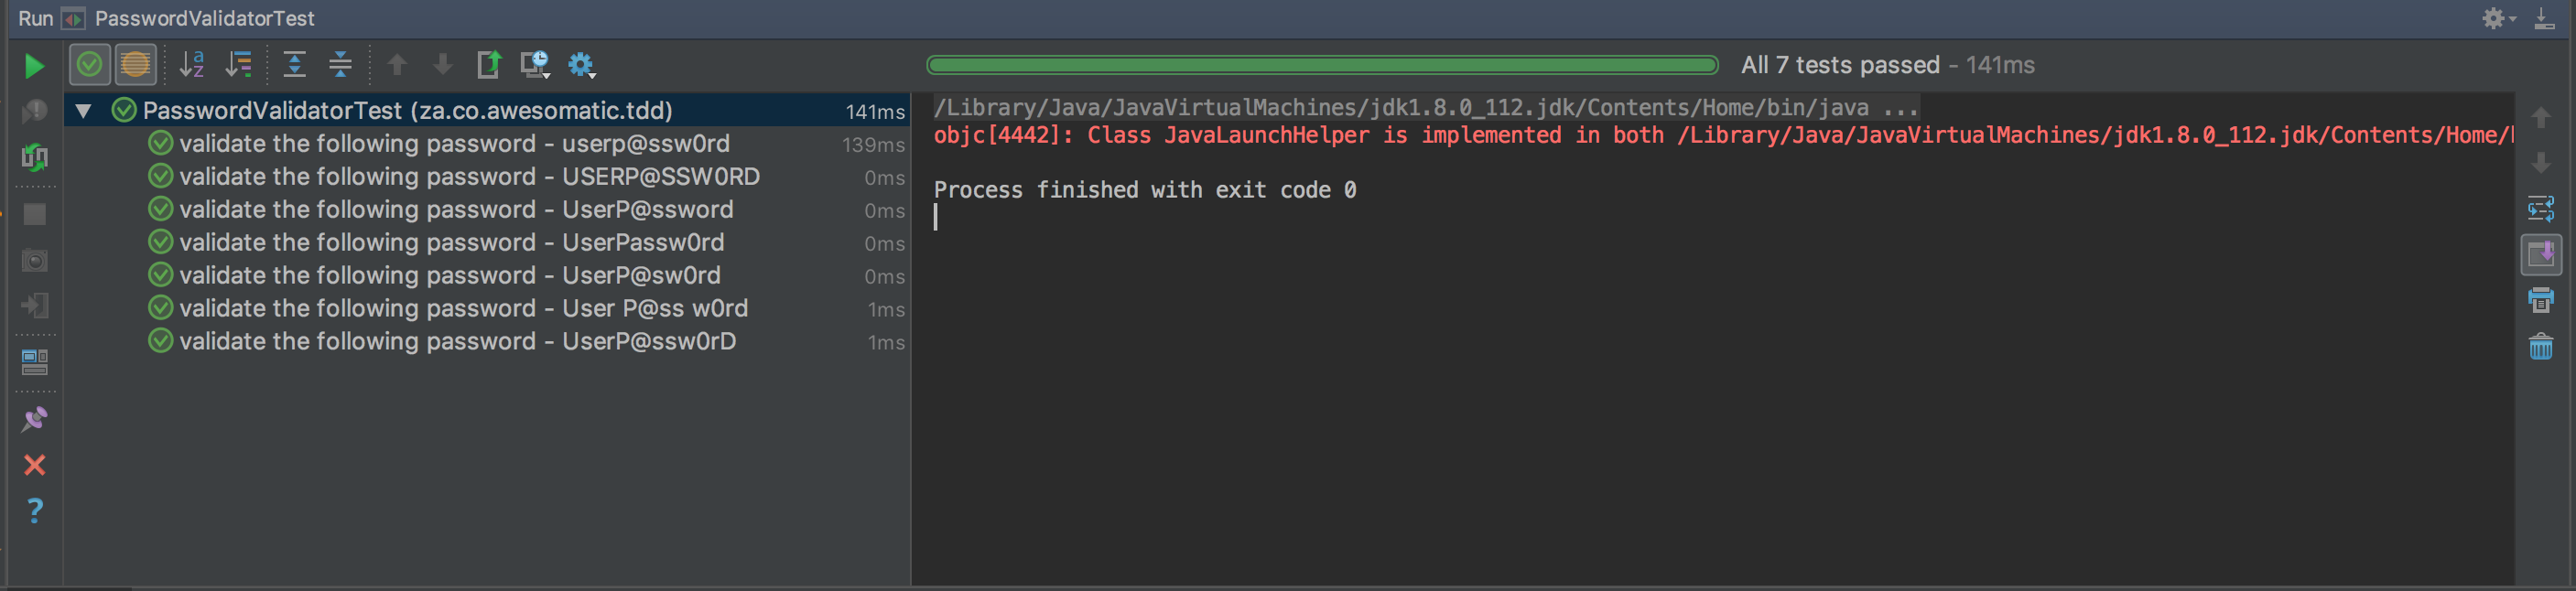 Run PasswordValidatorTest
All 7 tests passed – 141ms
PasswordValidatorTest (za.co.awesomatic.tdd) 141ms
validate the following password - userp@ssw0rd 139ms
validate the following password - USERP@SSW0RD 0ms
validate the following password - UserP@ssword 0ms
validate the following password - UserPassw0rd 0ms
validate the following password - UserP@sw0rd 0ms
validate the following password - User P@ss w0rd 1ms
validate the following password - UserP@ssw0rD 1ms
/Library/Java/JavaVirtualMachines/jdk1.8.0_112.jdk/Contents/Home/bin/java ...
objc[4442]: Class JavaLaunchHelper is implemented in both /Library/Java/JavaVirtualMachines/jdk1.8.0_112.jdk/Contents/Home/
Process finished with exit code 0